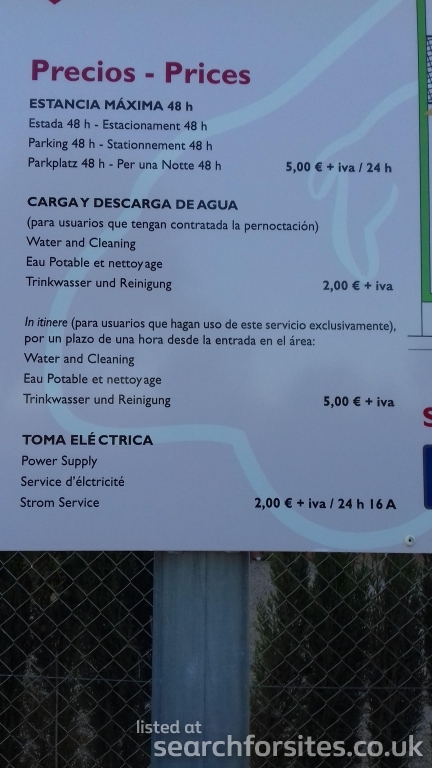 Precios - Prices
ESTANCIA MÁXIMA 48 h
Estada 48 h - Estacionament 48 h
Parking 48 h - Stationnement 48 h
Parkplatz 48 h - Per una Notte 48 h 5,00 € + iva / 24 h
CARGA Y DESCARGA DE AGUA
(para usuarios que tengan contratada la pernoctación)
Water and Cleaning
Eau Potable et nettoyage
Trinkwasser und Reinigung 2,00 € + iva
In itinere (para usuarios que hagan uso de este servicio exclusivamente),
por un plazo de una hora desde la entrada en el área:
Water and Cleaning
Eau Potable et nettoyage
Trinkwasser und Reinigung 5,00 € + iva
TOMA ELÉCTRICA
Power Supply
Service d'élctricité
Strom Service 2,00 € + iva / 24 h 16 A
listed at
searchforsites.co.uk